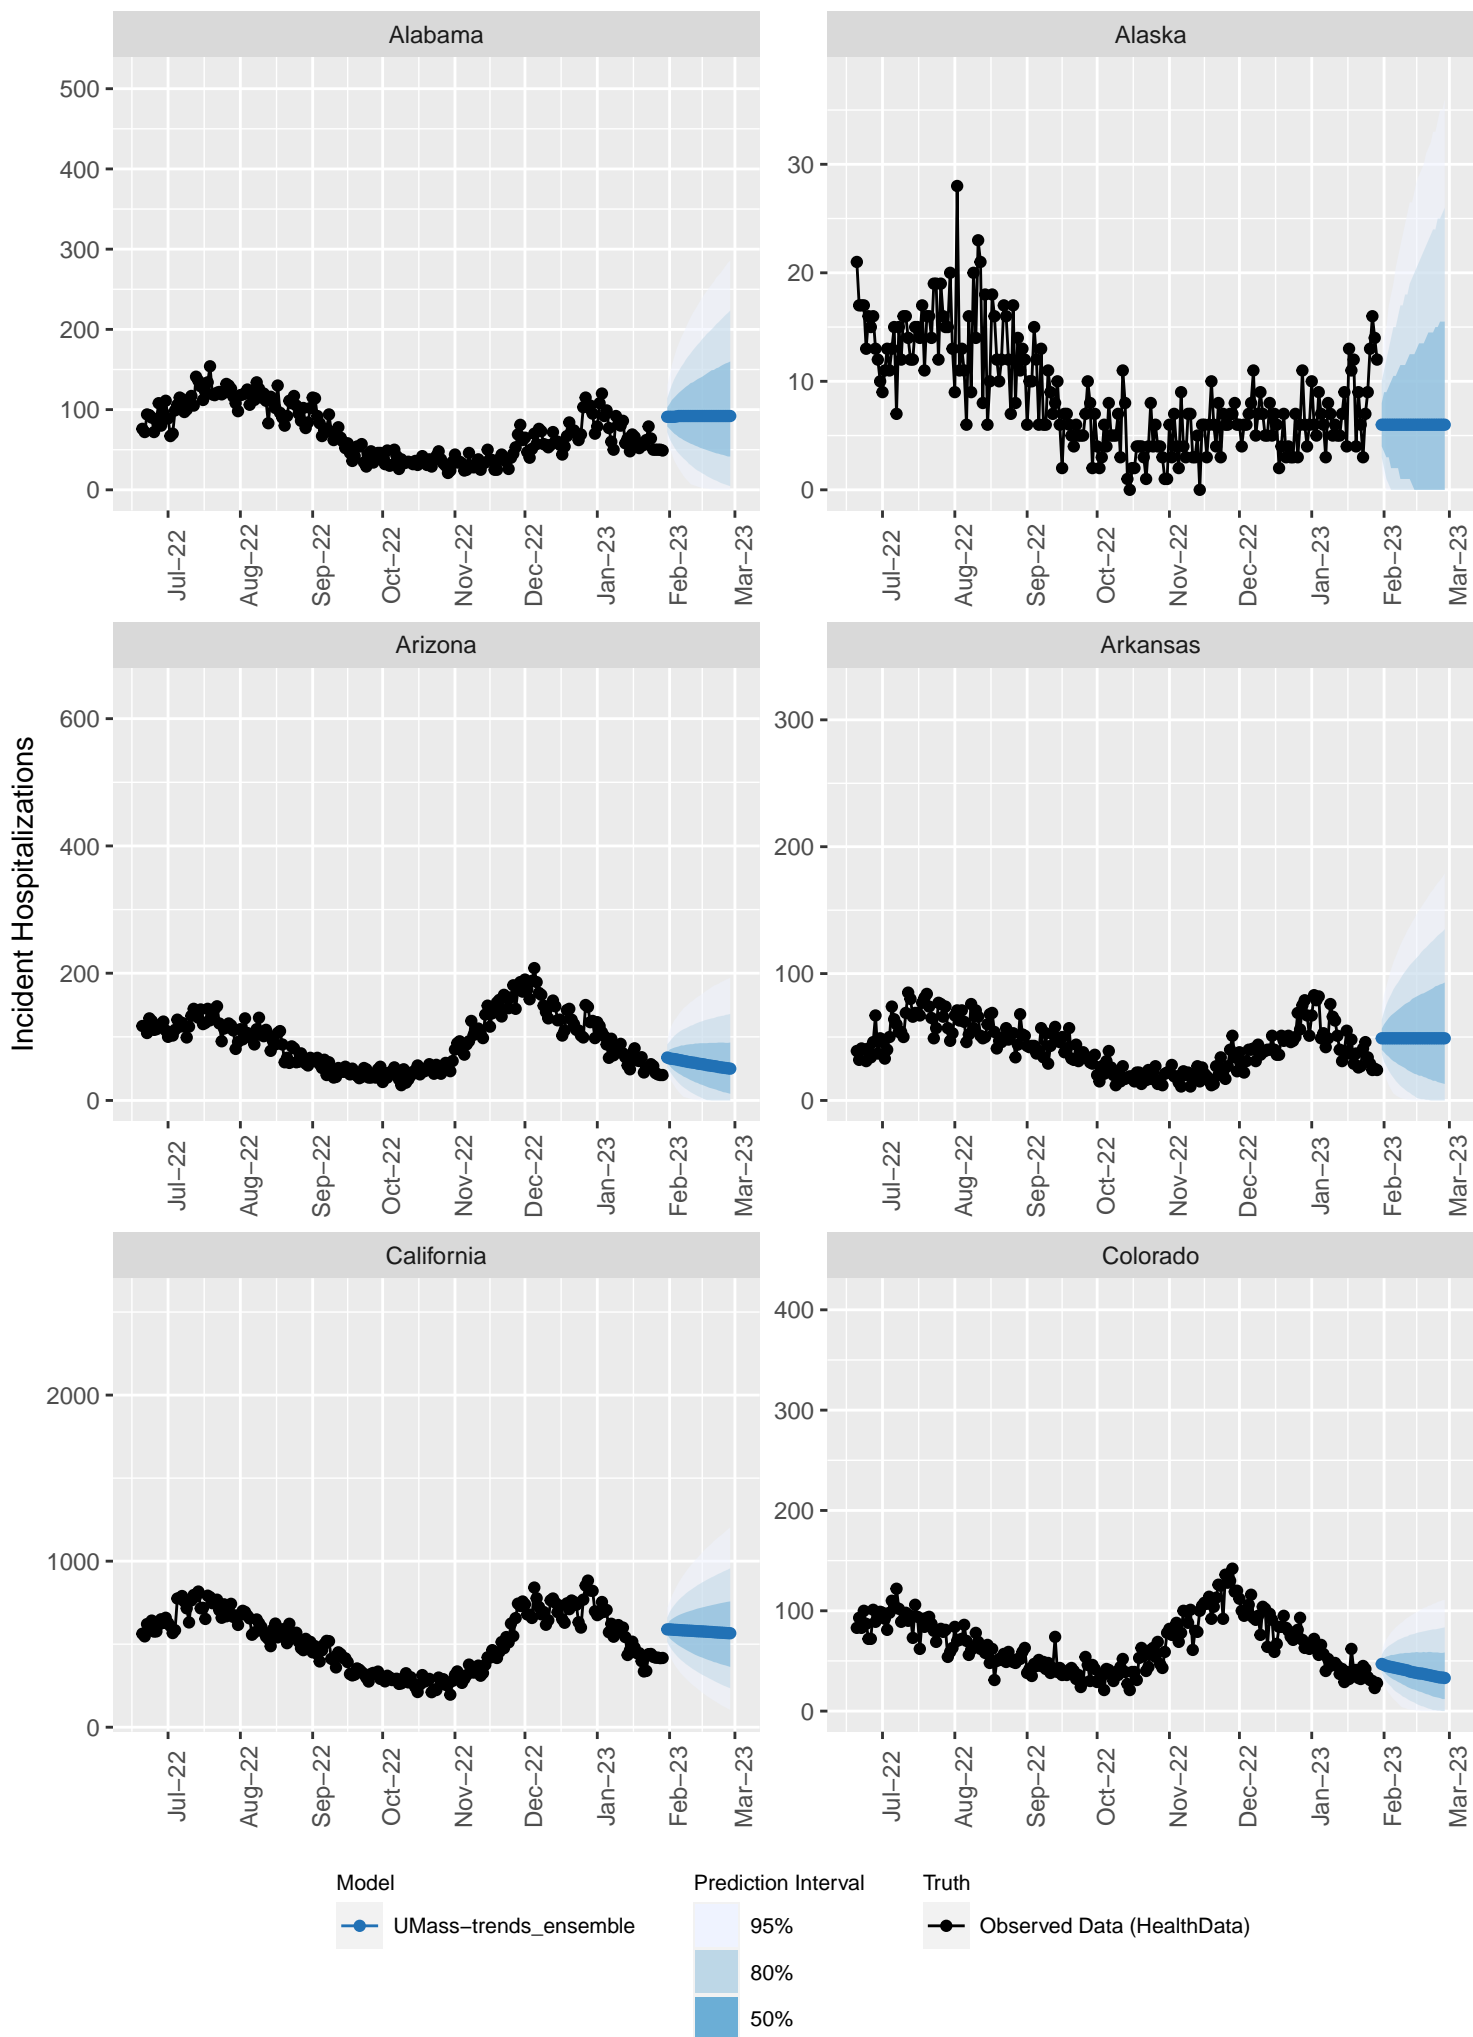 Alabama
Alaska
500
400
300
200
100
0
30
20
10
0
Jul−22
Aug−22
Sep−22
Oct−22
Nov−22
Dec−22
Jan−23
Feb−23
Mar−23
Jul−22
Aug−22
Sep−22
Oct−22
Nov−22
Dec−22
Jan−23
Feb−23
Mar−23
Incident Hospitalizations
Arizona
Arkansas
600
400
200
0
300
200
100
0
Jul−22
Aug−22
Sep−22
Oct−22
Nov−22
Dec−22
Jan−23
Feb−23
Mar−23
Jul−22
Aug−22
Sep−22
Oct−22
Nov−22
Dec−22
Jan−23
Feb−23
Mar−23
California
Colorado
2000
1000
0
400
300
200
100
0
Jul−22
Aug−22
Sep−22
Oct−22
Nov−22
Dec−22
Jan−23
Feb−23
Mar−23
Jul−22
Aug−22
Sep−22
Oct−22
Nov−22
Dec−22
Jan−23
Feb−23
Mar−23
Model
UMass−trends_ensemble
Prediction Interval
95%
80%
50%
Truth
Observed Data (HealthData)